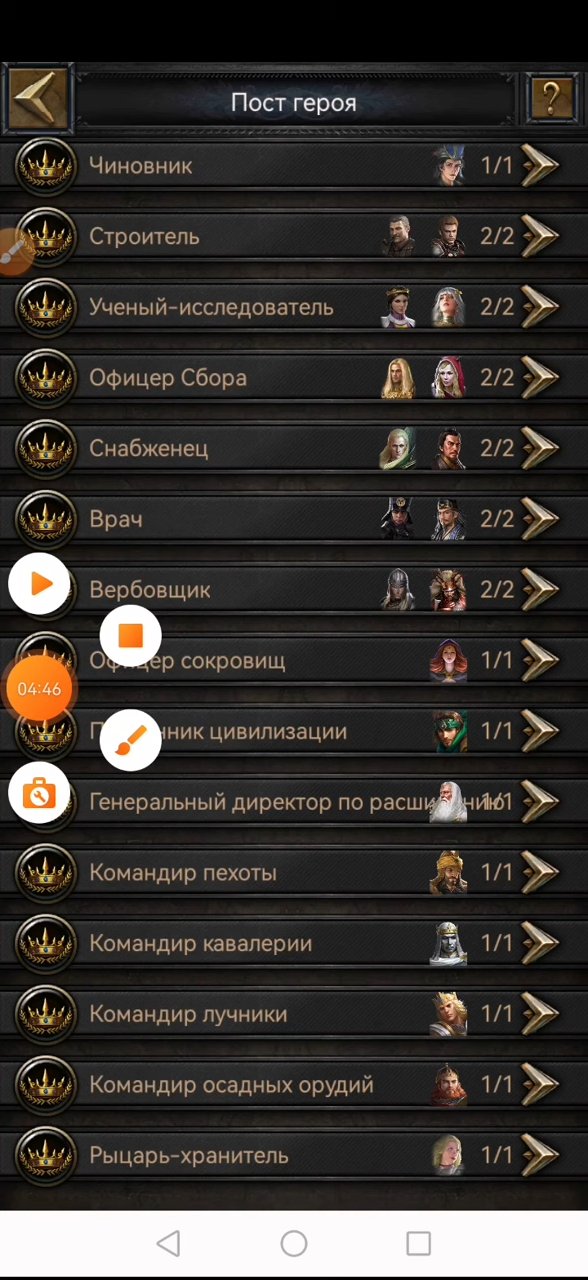 Пост героя
?
Чиновник 1/1
Строитель 2/2
Ученый-исследователь 2/2
Офицер Сбора 2/2
Снабженец 2/2
Врач 2/2
Вербовщик 2/2
сокровищ 1/1
04:46
цивилизации 1/1
Генеральный директор по 1/1
Командир пехоты 1/1
Командир кавалерии 1/1
Командир лучники 1/1
Командир осадных орудий 1/1
Рыцарь-хранитель 1/1